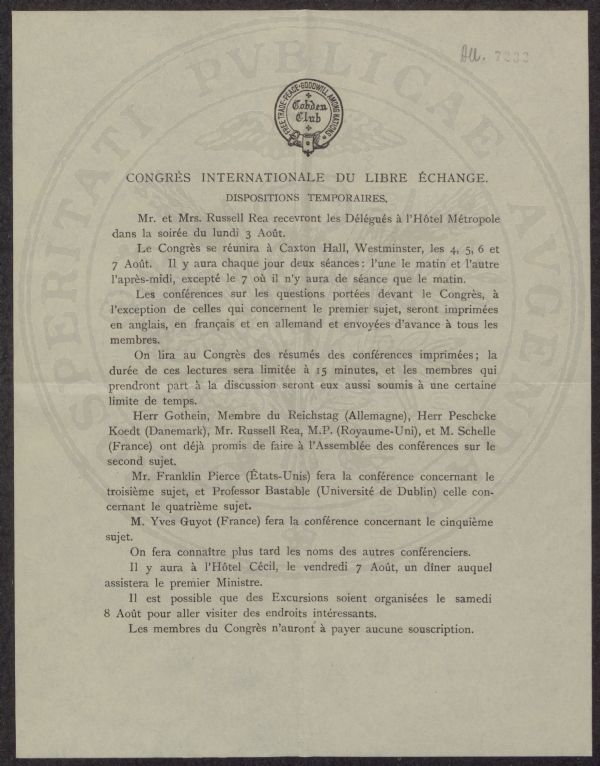 All. 7233
FREE·TRADE·PEACE·GOODWILL AMONG NATIONS
Cobden
Club
CONGRÈS INTERNATIONALE DU LIBRE ÉCHANGE.
DISPOSITIONS TEMPORAIRES.
Mr. et Mrs. Russell Rea recevront les Délégués à l'Hôtel Métropole
dans la soirée du lundi 3 Août.
Le Congrès se réunira à Caxton Hall, Westminster, les 4, 5, 6 et
7 Août. Il y aura chaque jour deux séances: l'une le matin et l'autre
l'après-midi, excepté le 7 où il n'y aura de séance que le matin.
Les conférences sur les questions portées devant le Congrès, à
l'exception de celles qui concernent le premier sujet, seront imprimées
en anglais, en français et en allemand et envoyées d'avance à tous les
membres.
On lira au Congrès des résumés des conférences imprimées; la
durée de ces lectures sera limitée à 15 minutes, et les membres qui
prendront part à la discussion seront eux aussi soumis à une certaine
limite de temps.
Herr Gothein, Membre du Reichstag (Allemagne), Herr Peschcke
Koedt (Danemark), Mr. Russell Rea, M.P. (Royaume-Uni), et M. Schelle
(France) ont déjà promis de faire à l'Assemblée des conférences sur le
second sujet.
Mr. Franklin Pierce (États-Unis) fera la conférence concernant le
troisième sujet, et Professor Bastable (Université de Dublin) celle con-
cernant le quatrième sujet.
M. Yves Guyot (France) fera la conférence concernant le cinquième
sujet.
On fera connaître plus tard les noms des autres conférenciers.
Il y aura à l'Hôtel Cécil, le vendredi 7 Août, un dîner auquel
assistera le premier Ministre.
Il est possible que des Excursions soient organisées le samedi
8 Août pour aller visiter des endroits intéressants.
Les membres du Congrès n'auront à payer aucune souscription.